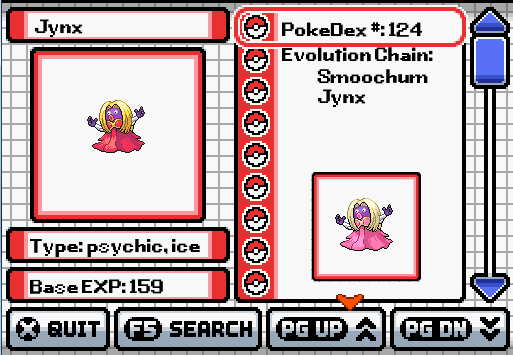 Jynx
PokeDex #: 124
Evolution Chain:
Smoochum
Jynx
Type: psychic, ice
Base EXP: 159
X QUIT
F5 SEARCH
PG UP
PG DN